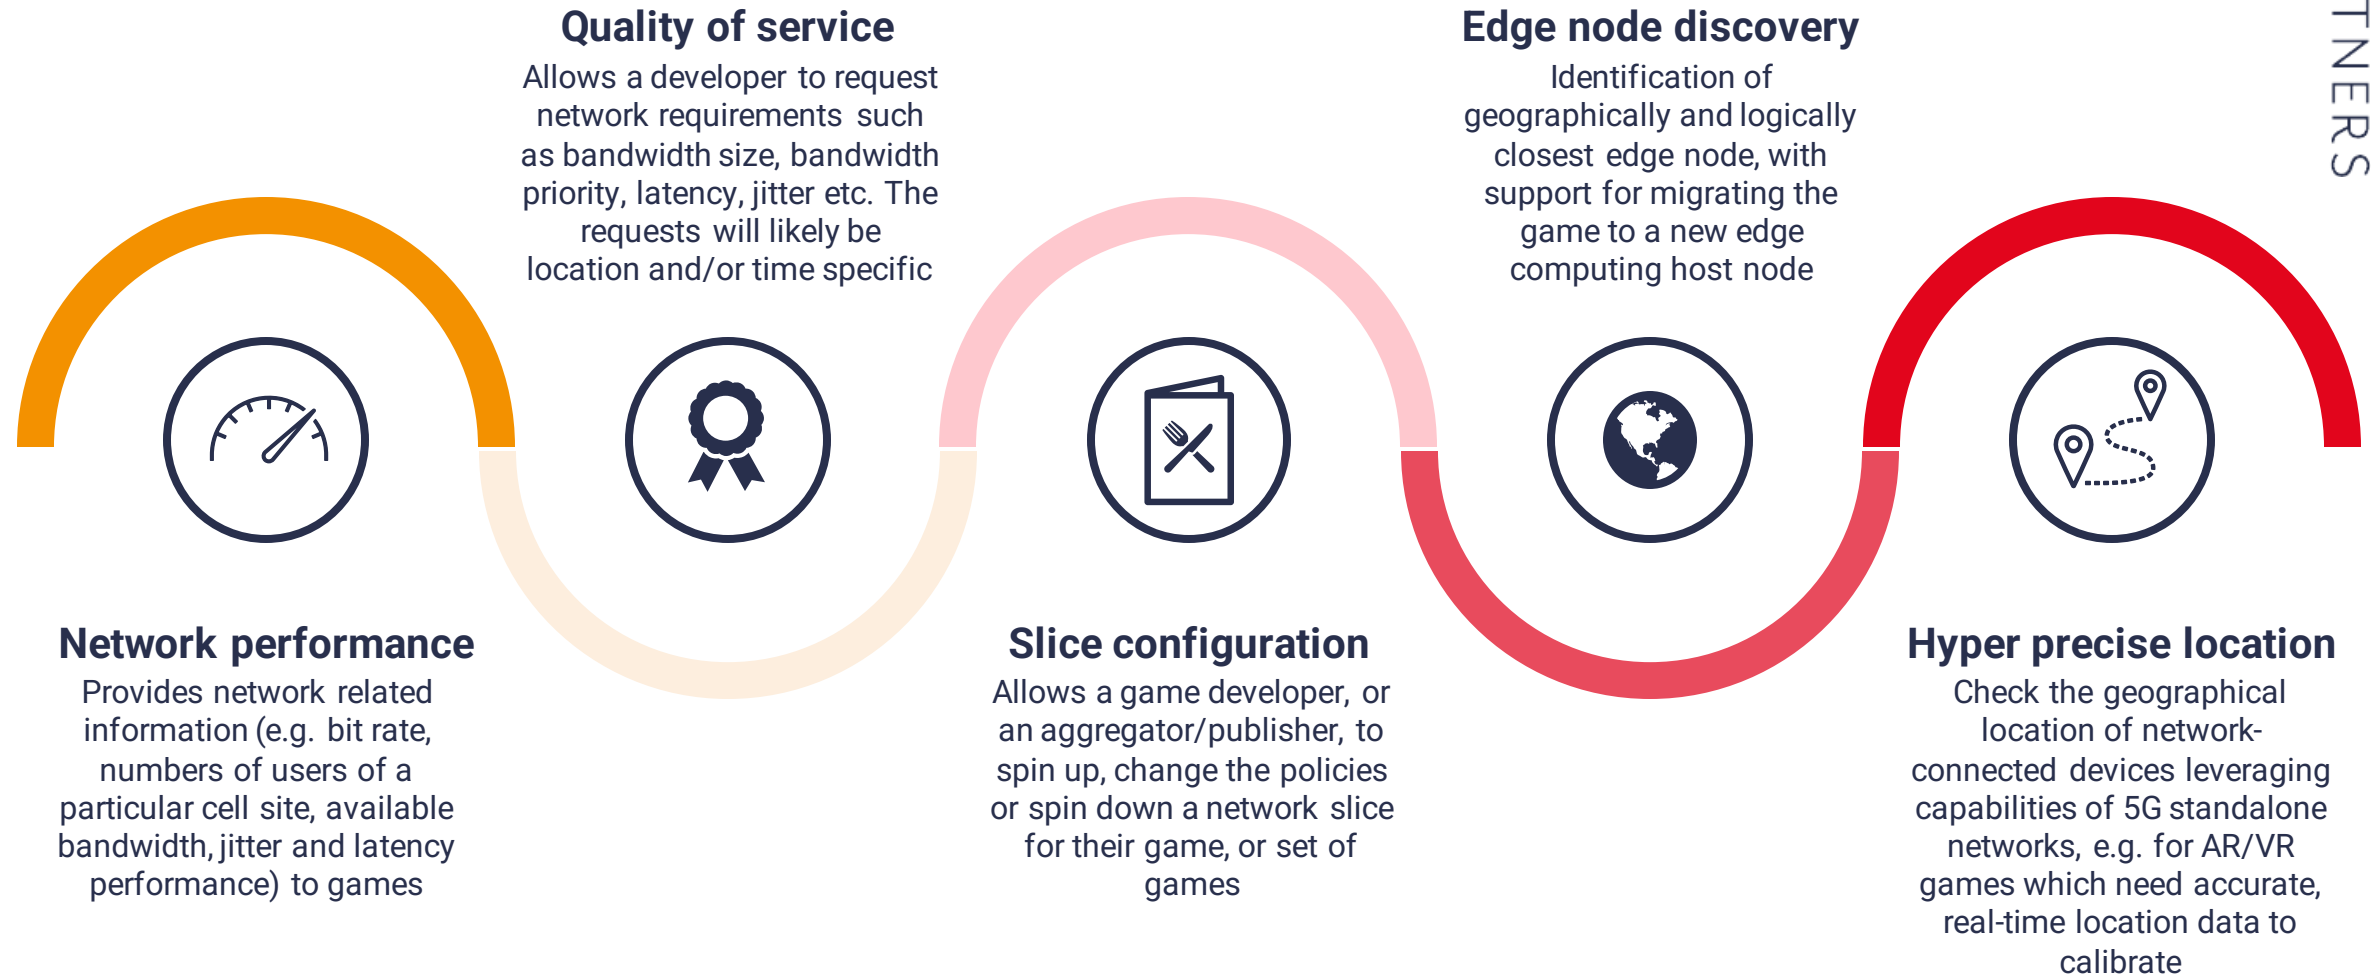 Quality of service
Allows a developer to request
network requirements such
as bandwidth size, bandwidth
priority, latency, jitter etc. The
requests will likely be
location and/or time specific
Edge node discovery
Identification of
geographically and logically
closest edge node, with
support for migrating the
game to a new edge
computing host node
TNERS
Network performance
Provides network related
information (e.g. bit rate,
numbers of users of a
particular cell site, available
bandwidth, jitter and latency
performance) to games
Slice configuration
Allows a game developer, or
an aggregator/publisher, to
spin up, change the policies
or spin down a network slice
for their game, or set of
games
Hyper precise location
Check the geographical
location of network-
connected devices leveraging
capabilities of 5G standalone
networks, e.g. for AR/VR
games which need accurate,
real-time location data to
calibrate